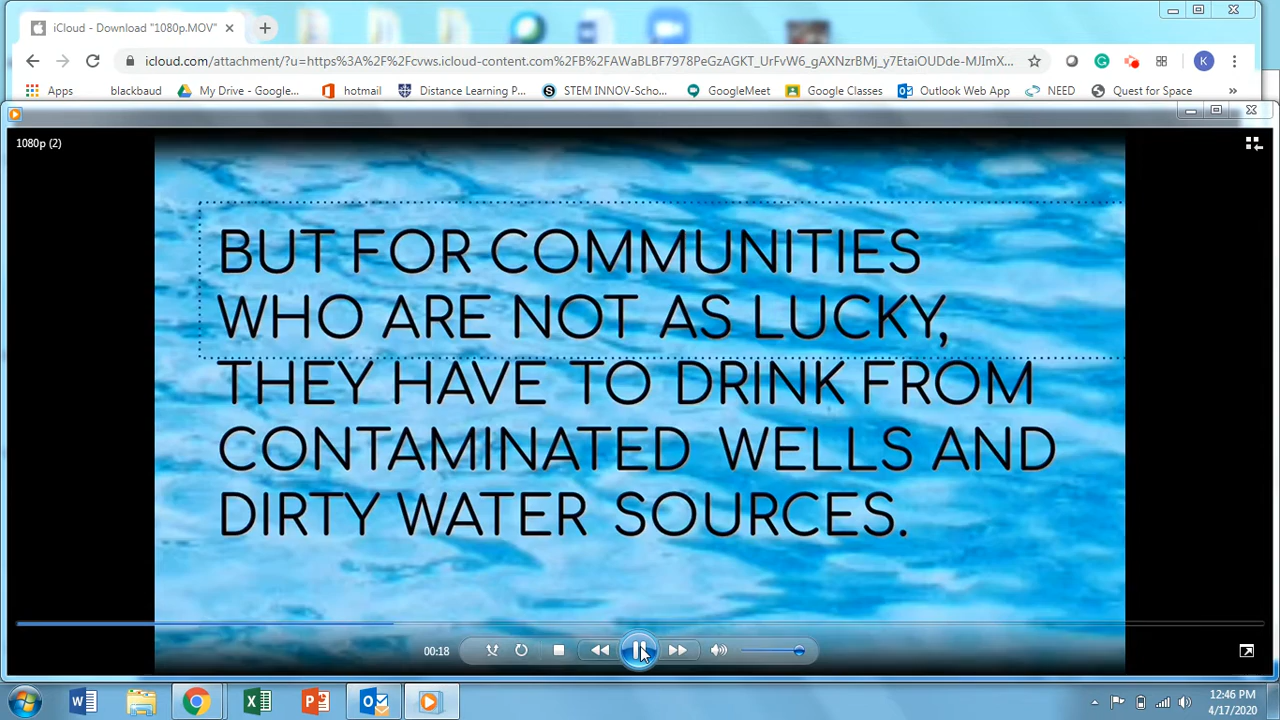 iCloud - Download "1080p.MOV"
icloud.com/attachment/?u=https%3A%2F%2Fcvws.icloud-content.com%2FB%2FAWaBLBF7978PeGzACKT_UrFvW6_gAXNzrBMj_y7EtaiOUDde-MJImX...
K
Apps
blackbaud
My Drive - Google...
hotmail
Distance Learning P...
STEM INNOV-Scho...
GoogleMeet
Google Classes
Outlook Web App
NEED
Quest for Space
»
1080p (2)
BUT FOR COMMUNITIES
WHO ARE NOT AS LUCKY,
THEY HAVE TO DRINK FROM
CONTAMINATED WELLS AND
DIRTY WATER SOURCES.
00:18
12:46 PM
4/17/2020